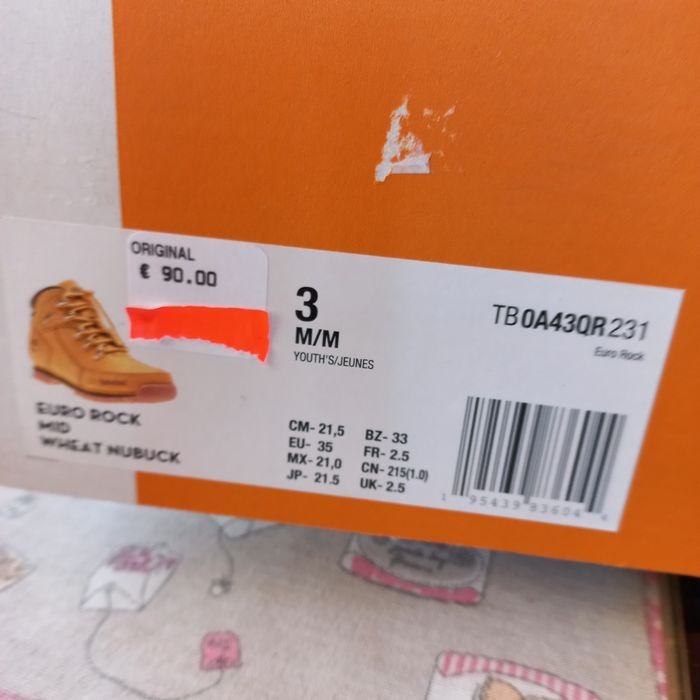 ORIGINAL
€ 90.00
3
M/M
YOUTH'S/JEUNES
TB0A43QR231
Euro Rock
EURO ROCK
MID
WHEAT NUBUCK
CM- 21,5 BZ- 33
EU- 35 FR- 2.5
MX- 21,0 CN- 215(1.0)
JP- 21.5 UK- 2.5
1 95439 83604 4